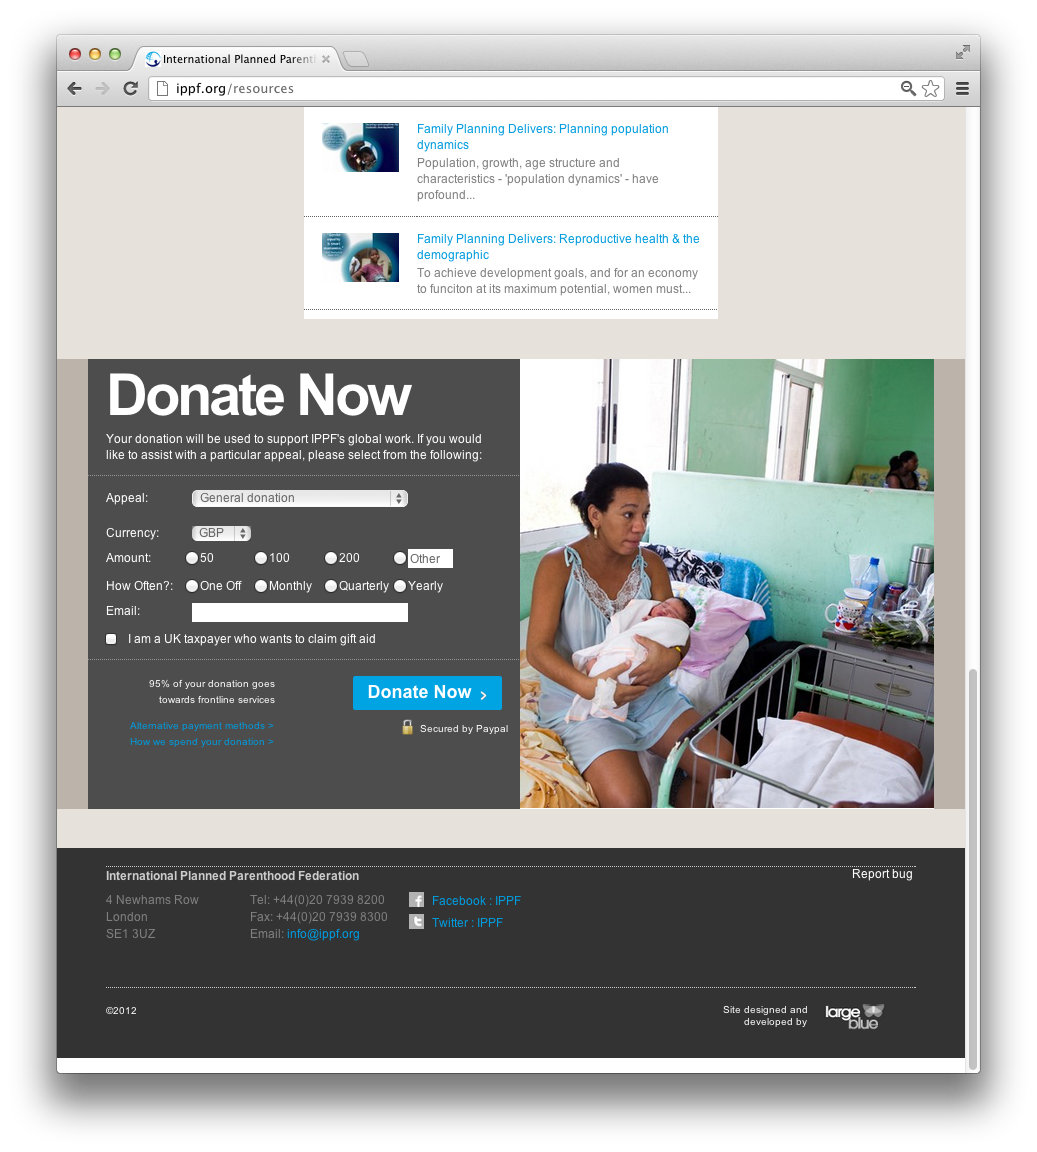 International Planned Parent
ippf.org/resources
Family Planning Delivers: Planning population
dynamics
Population, growth, age structure and
characteristics - 'population dynamics' - have
profound...
Family Planning Delivers: Reproductive health & the
demographic
To achieve development goals, and for an economy
to funciton at its maximum potential, women must...
Donate Now
Your donation will be used to support IPPF's global work. If you would
like to assist with a particular appeal, please select from the following:
Appeal: General donation
Currency: GBP
Amount: 50 100 200 Other
How Often?: One Off Monthly Quarterly Yearly
Email:
I am a UK taxpayer who wants to claim gift aid
95% of your donation goes
towards frontline services
Donate Now >
Alternative payment methods >
How we spend your donation >
Secured by Paypal
International Planned Parenthood Federation
Report bug
4 Newhams Row
London
SE1 3UZ
Tel: +44(0)20 7939 8200
Fax: +44(0)20 7939 8300
Email: info@ippf.org
Facebook : IPPF
Twitter : IPPF
©2012
Site designed and
developed by
large
blue